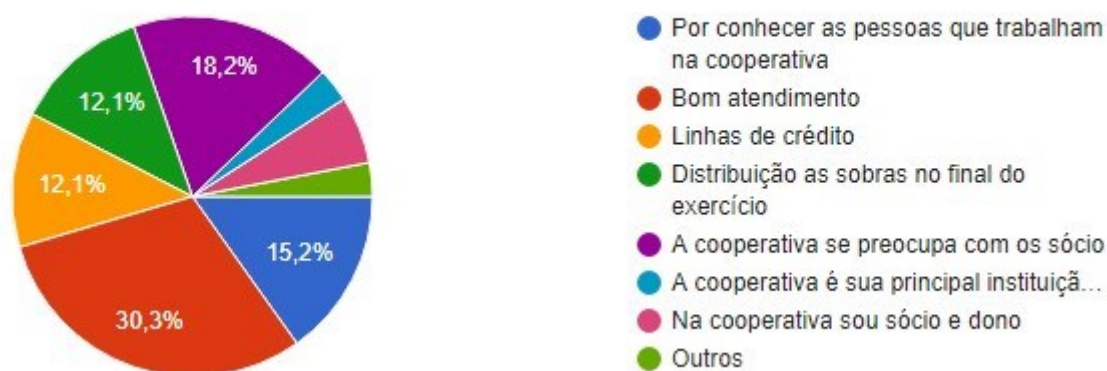 18,2%
12,1%
12,1%
15,2%
30,3%
Por conhecer as pessoas que trabalham
na cooperativa
Bom atendimento
Linhas de crédito
Distribuição as sobras no final do
exercício
A cooperativa se preocupa com os sócio
A cooperativa é sua principal instituiçã...
Na cooperativa sou sócio e dono
Outros